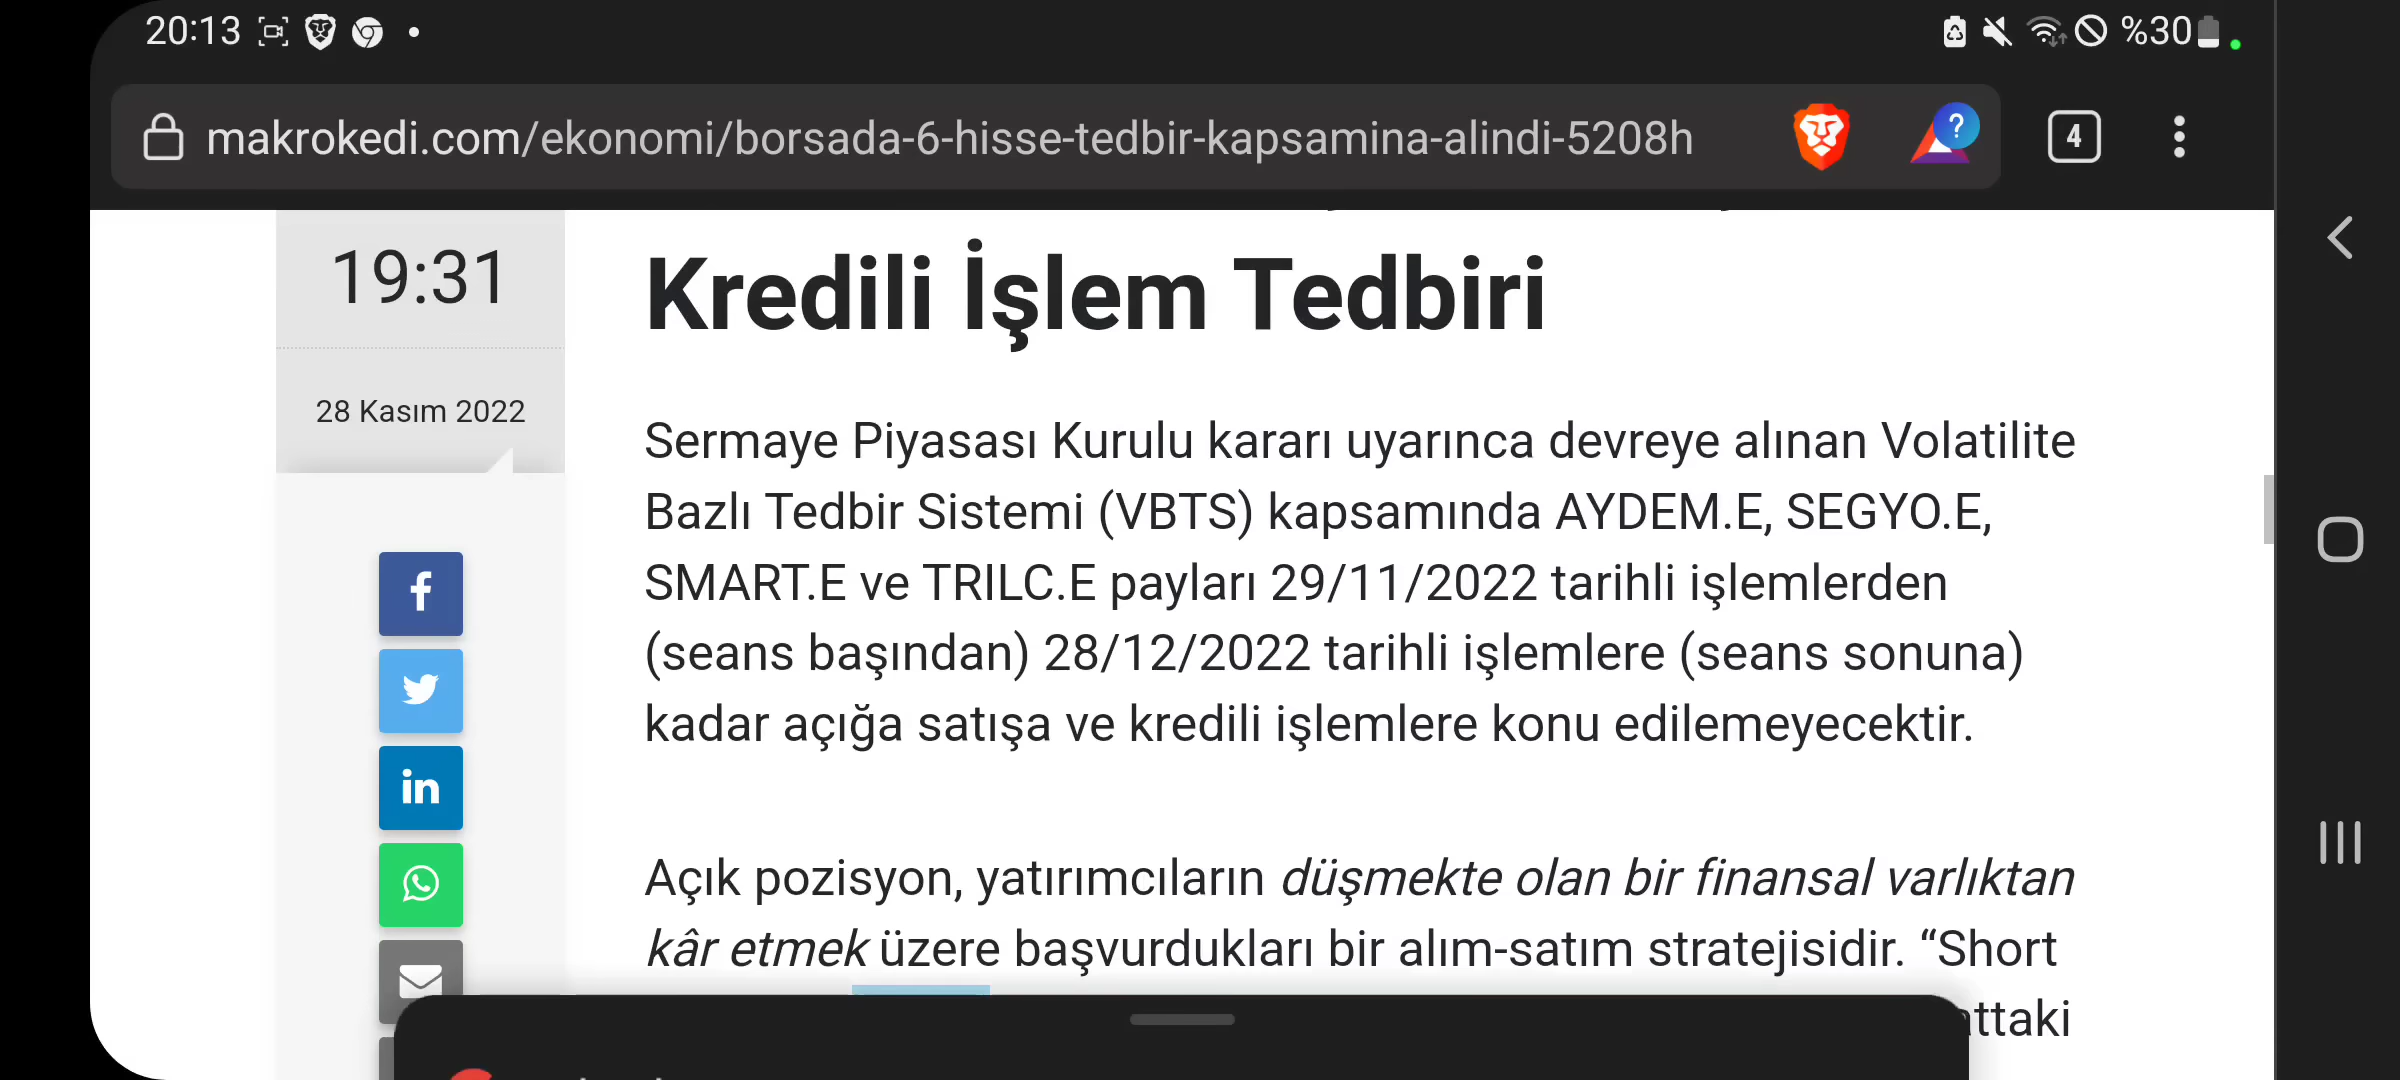 20:13
%30
makrokedi.com/ekonomi/borsada-6-hisse-tedbir-kapsamina-alindi-5208h
?
4
19:31
28 Kasım 2022
Kredili İşlem Tedbiri
Sermaye Piyasası Kurulu kararı uyarınca devreye alınan Volatilite
Bazlı Tedbir Sistemi (VBTS) kapsamında AYDEM.E, SEGYO.E,
SMART.E ve TRILC.E payları 29/11/2022 tarihli işlemlerden
(seans başından) 28/12/2022 tarihli işlemlere (seans sonuna)
kadar açığa satışa ve kredili işlemlere konu edilemeyecektir.
Açık pozisyon, yatırımcıların düşmekte olan bir finansal varlıktan
kâr etmek üzere başvurdukları bir alım-satım stratejisidir. “Short